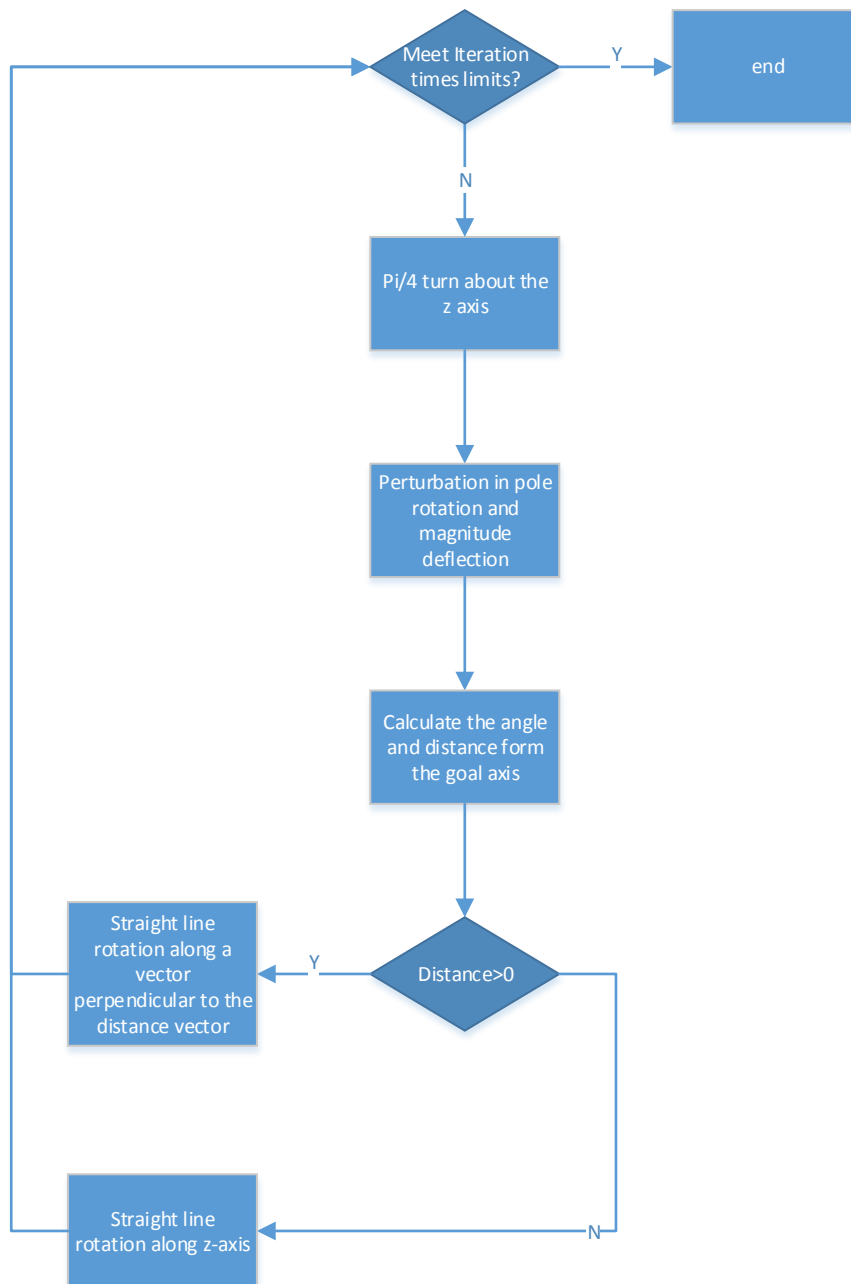 Meet Iteration
times limits?
Y
end
N
Pi/4 turn about the
z axis
Perturbation in pole
rotation and
magnitude
deflection
Calculate the angle
and distance form
the goal axis
Straight line
rotation along a
vector
perpendicular to the
distance vector
Y
Distance>0
Straight line
rotation along z-axis
N